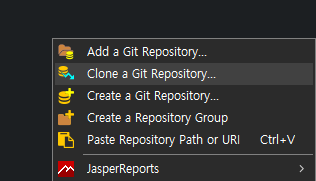 Add a Git Repository...
Clone a Git Repository...
Create a Git Repository...
Create a Repository Group
Paste Repository Path or URI Ctrl+V
JasperReports